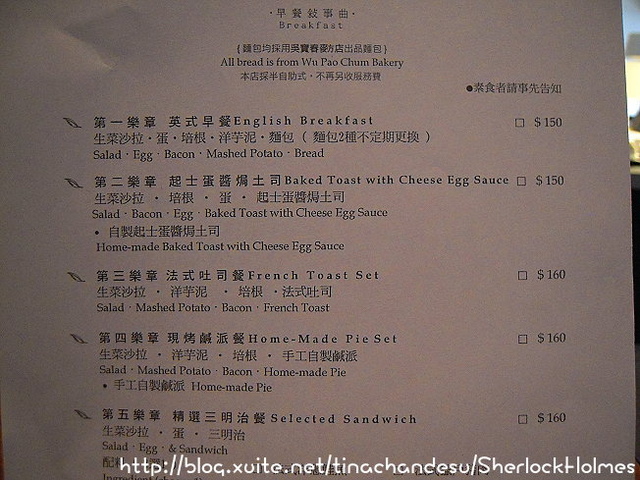 ·早餐敍事曲·
Breakfast
{麵包均採用吳寶春麥方店出品麵包}
All bread is from Wu Pao Chum Bakery
本店採半自助式，不再另收服務費
●素食者請事先告知
第一樂章 英式早餐English Breakfast □ $150
生菜沙拉·蛋·培根·洋芋泥·麵包（麵包2種不定期更換）
Salad·Egg·Bacon·Mashed Potato·Bread
第二樂章 起士蛋醬焗土司Baked Toast with Cheese Egg Sauce □ $150
生菜沙拉·培根·蛋·起士蛋醬焗土司
Salad·Bacon·Egg·Baked Toast with Cheese Egg Sauce
• 自製起士蛋醬焗土司
Home-made Baked Toast with Cheese Egg Sauce
第三樂章 法式吐司餐French Toast Set □ $160
生菜沙拉·洋芋泥·培根·法式吐司
Salad·Mashed Potato·Bacon·French Toast
第四樂章 現烤鹹派餐Home-Made Pie Set □ $160
生菜沙拉·洋芋泥·培根·手工自製鹹派
Salad·Mashed Potato·Bacon·Home-made Pie
• 手工自製鹹派 Home-made Pie
第五樂章 精選三明治餐Selected Sandwich □ $160
生菜沙拉·蛋·三明治
Salad·Egg·& Sandwich
http://blog.xuite.net/tinachandesu/SherlockHolmes